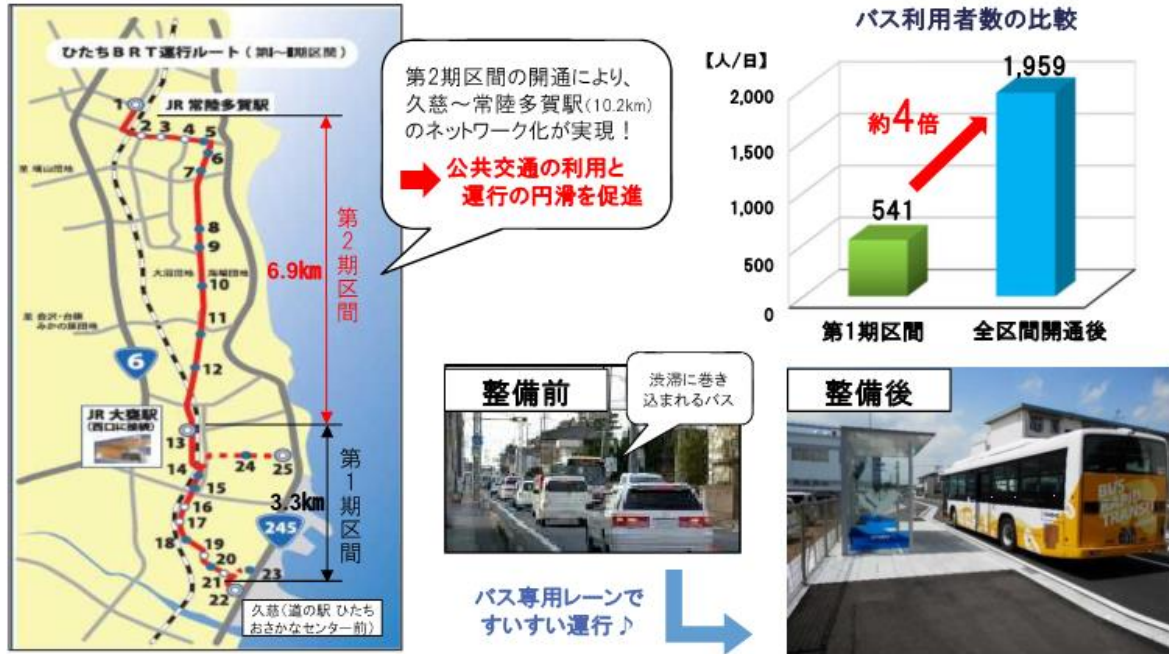 ひたちBRT運行ルート(第Ⅰ~Ⅱ期区間)
1
JR 常陸多賀駅
2
3
4
5
6
7
8
9
大沼団地
10
11
6
12
JR 大甕駅
(西口に接続)
13
14
24
25
15
16
17
18
19
20
245
21
23
22
第2期区間
6.9km
第1期区間
3.3km
久慈(道の駅 ひたち
おさかなセンター前)
第2期区間の開通により、
久慈~常陸多賀駅(10.2km)
のネットワーク化が実現!
公共交通の利用と
運行の円滑を促進
バス利用者数の比較
【人/日】
2,000
1,500
1,000
500
0
541
1,959
約4倍
第1期区間
全区間開通後
整備前
渋滞に巻き
込まれるバス
バス専用レーンで
すいすい運行♪
整備後
BUS
RAPID
TRANSIT